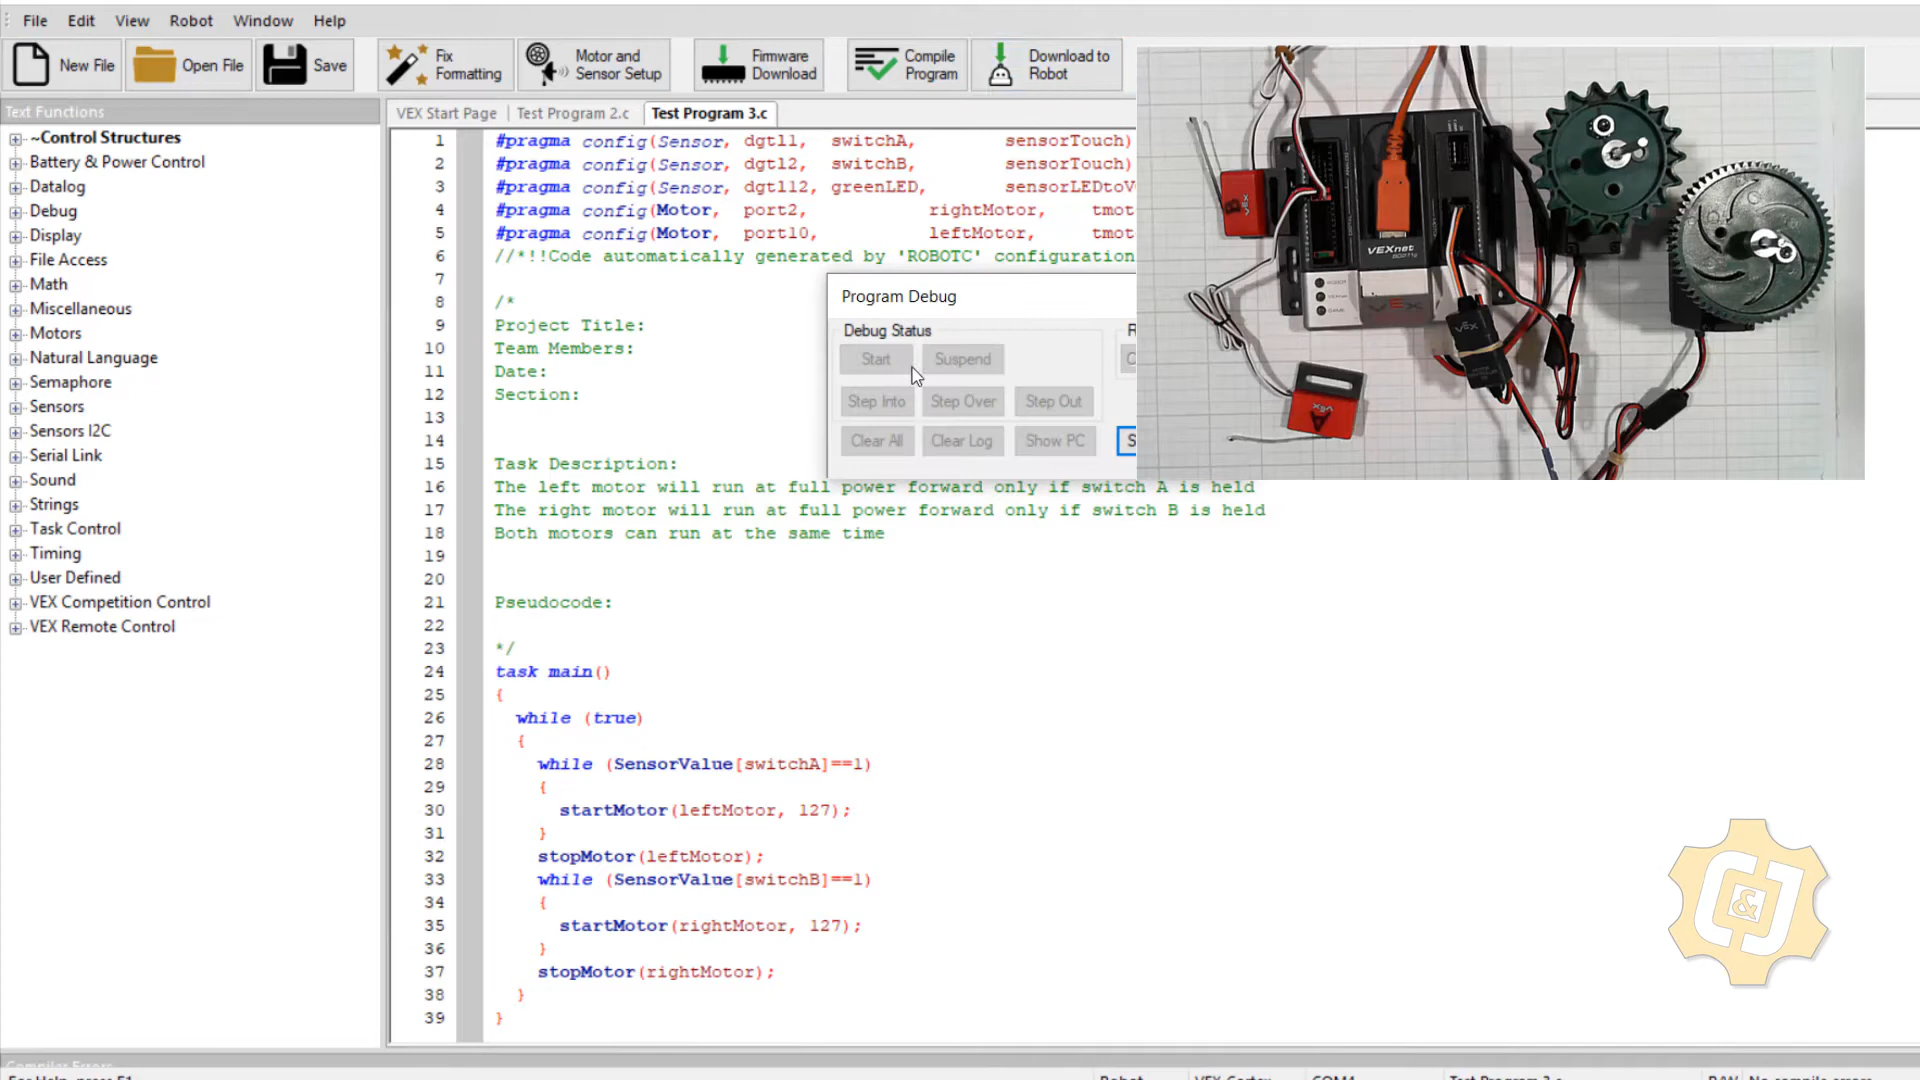 File Edit View Robot Window Help
New File Open File Save Fix Formatting Motor and Sensor Setup Firmware Download Compile Program Download to Robot
Text Functions
~Control Structures
Battery & Power Control
Datalog
Debug
Display
File Access
Math
Miscellaneous
Motors
Natural Language
Semaphore
Sensors
Sensors I2C
Serial Link
Sound
Strings
Task Control
Timing
User Defined
VEX Competition Control
VEX Remote Control
VEX Start Page Test Program 2.c Test Program 3.c
1 #pragma config(Sensor, dgtl1, switchA, sensorTouch)
2 #pragma config(Sensor, dgtl2, switchB, sensorTouch)
3 #pragma config(Sensor, dgtl12, greenLED, sensorLEDtoV
4 #pragma config(Motor, port2, rightMotor, tmot
5 #pragma config(Motor, port10, leftMotor, tmot
6 //*!!Code automatically generated by 'ROBOTC' configuration
7
8 /*
9 Project Title:
10 Team Members:
11 Date:
12 Section:
13
14
15 Task Description:
16 The left motor will run at full power forward only if switch A is held
17 The right motor will run at full power forward only if switch B is held
18 Both motors can run at the same time
19
20
21 Pseudocode:
22
23 */
24 task main()
25 {
26 while (true)
27 {
28 while (SensorValue[switchA]==1)
29 {
30 startMotor(leftMotor, 127);
31 }
32 stopMotor(leftMotor);
33 while (SensorValue[switchB]==1)
34 {
35 startMotor(rightMotor, 127);
36 }
37 stopMotor(rightMotor);
38 }
39 }
Program Debug
Debug Status
Start Suspend
Step Into Step Over Step Out
Clear All Clear Log Show PC
VEXnet
VEX
VEX
C&J